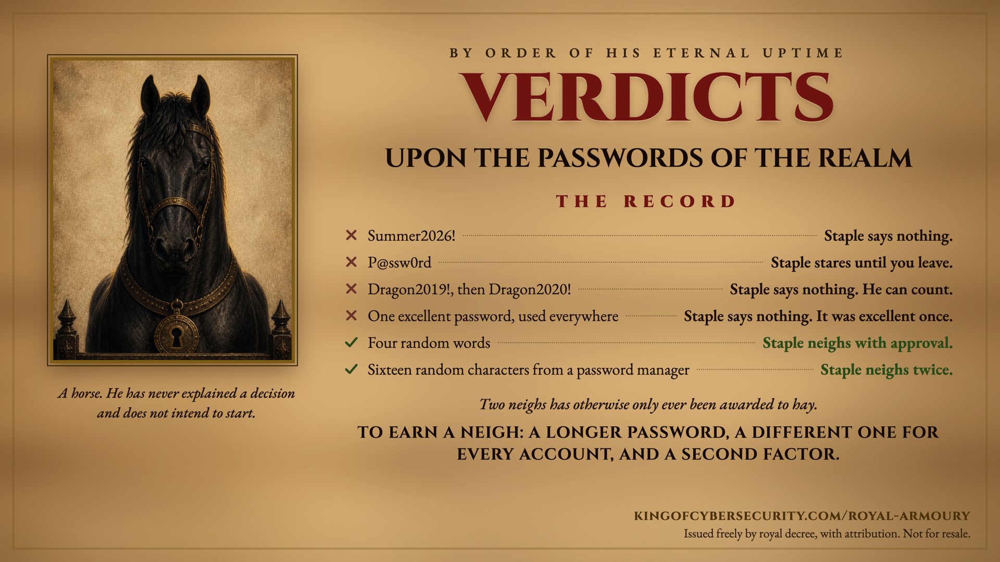 BY ORDER OF HIS ETERNAL UPTIME
VERDICTS
UPON THE PASSWORDS OF THE REALM
THE RECORD
Summer2026! Staple says nothing.
P@ssw0rd Staple stares until you leave.
Dragon2019!, then Dragon2020! Staple says nothing. He can count.
One excellent password, used everywhere Staple says nothing. It was excellent once.
Four random words Staple neighs with approval.
Sixteen random characters from a password manager Staple neighs twice.
Two neighs has otherwise only ever been awarded to hay.
TO EARN A NEIGH: A LONGER PASSWORD, A DIFFERENT ONE FOR
EVERY ACCOUNT, AND A SECOND FACTOR.
A horse. He has never explained a decision
and does not intend to start.
KINGOFCYBERSECURITY.COM/ROYAL-ARMOURY
Issued freely by royal decree, with attribution. Not for resale.